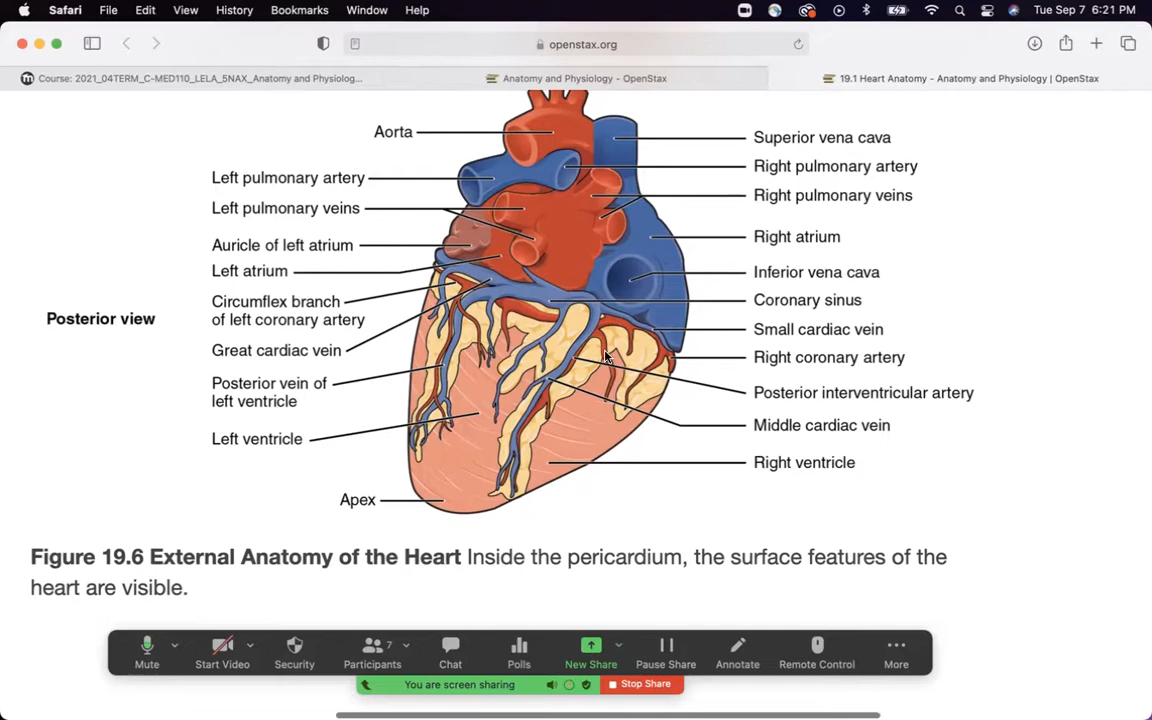 Safari File Edit View History Bookmarks Window Help Tue Sep 7 6:21 PM
openstax.org
Course: 2021_04TERM_C-MED110_LELA_5NAX_Anatomy and Physiolog... Anatomy and Physiology - OpenStax 19.1 Heart Anatomy - Anatomy and Physiology | OpenStax
Aorta
Left pulmonary artery
Left pulmonary veins
Auricle of left atrium
Left atrium
Circumflex branch
of left coronary artery
Great cardiac vein
Posterior vein of
left ventricle
Left ventricle
Apex
Posterior view
Superior vena cava
Right pulmonary artery
Right pulmonary veins
Right atrium
Inferior vena cava
Coronary sinus
Small cardiac vein
Right coronary artery
Posterior interventricular artery
Middle cardiac vein
Right ventricle
Figure 19.6 External Anatomy of the Heart Inside the pericardium, the surface features of the
heart are visible.
7
Mute Start Video Security Participants Chat Polls New Share Pause Share Annotate Remote Control More
You are screen sharing Stop Share